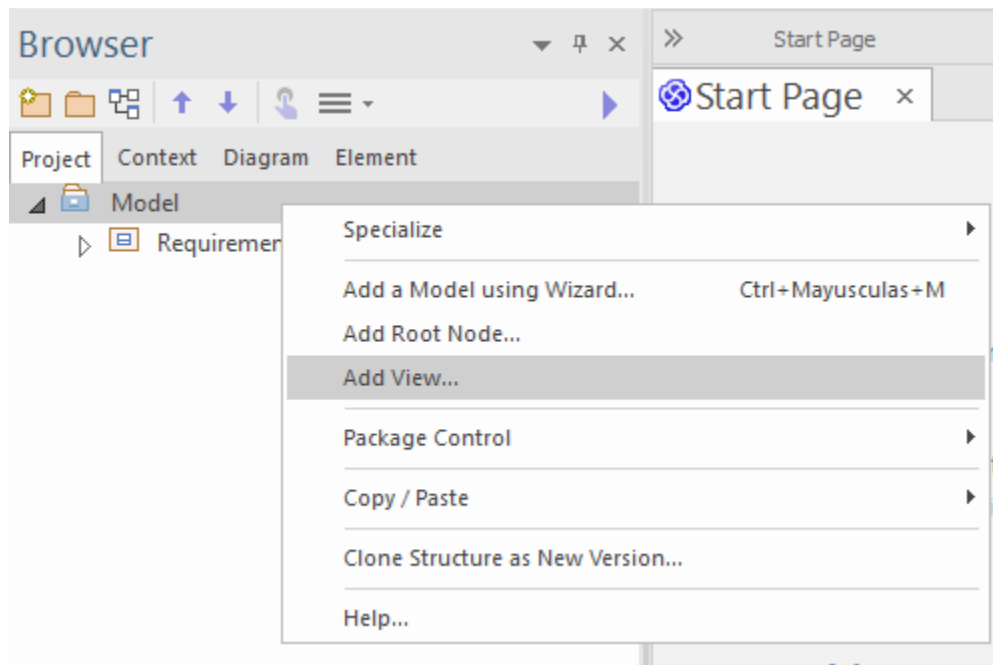 Browser
Start Page
Start Page
Project Context Diagram Element
Model
Requiremen
Specialize
Add a Model using Wizard... Ctrl+Mayusculas+M
Add Root Node...
Add View...
Package Control
Copy / Paste
Clone Structure as New Version...
Help...